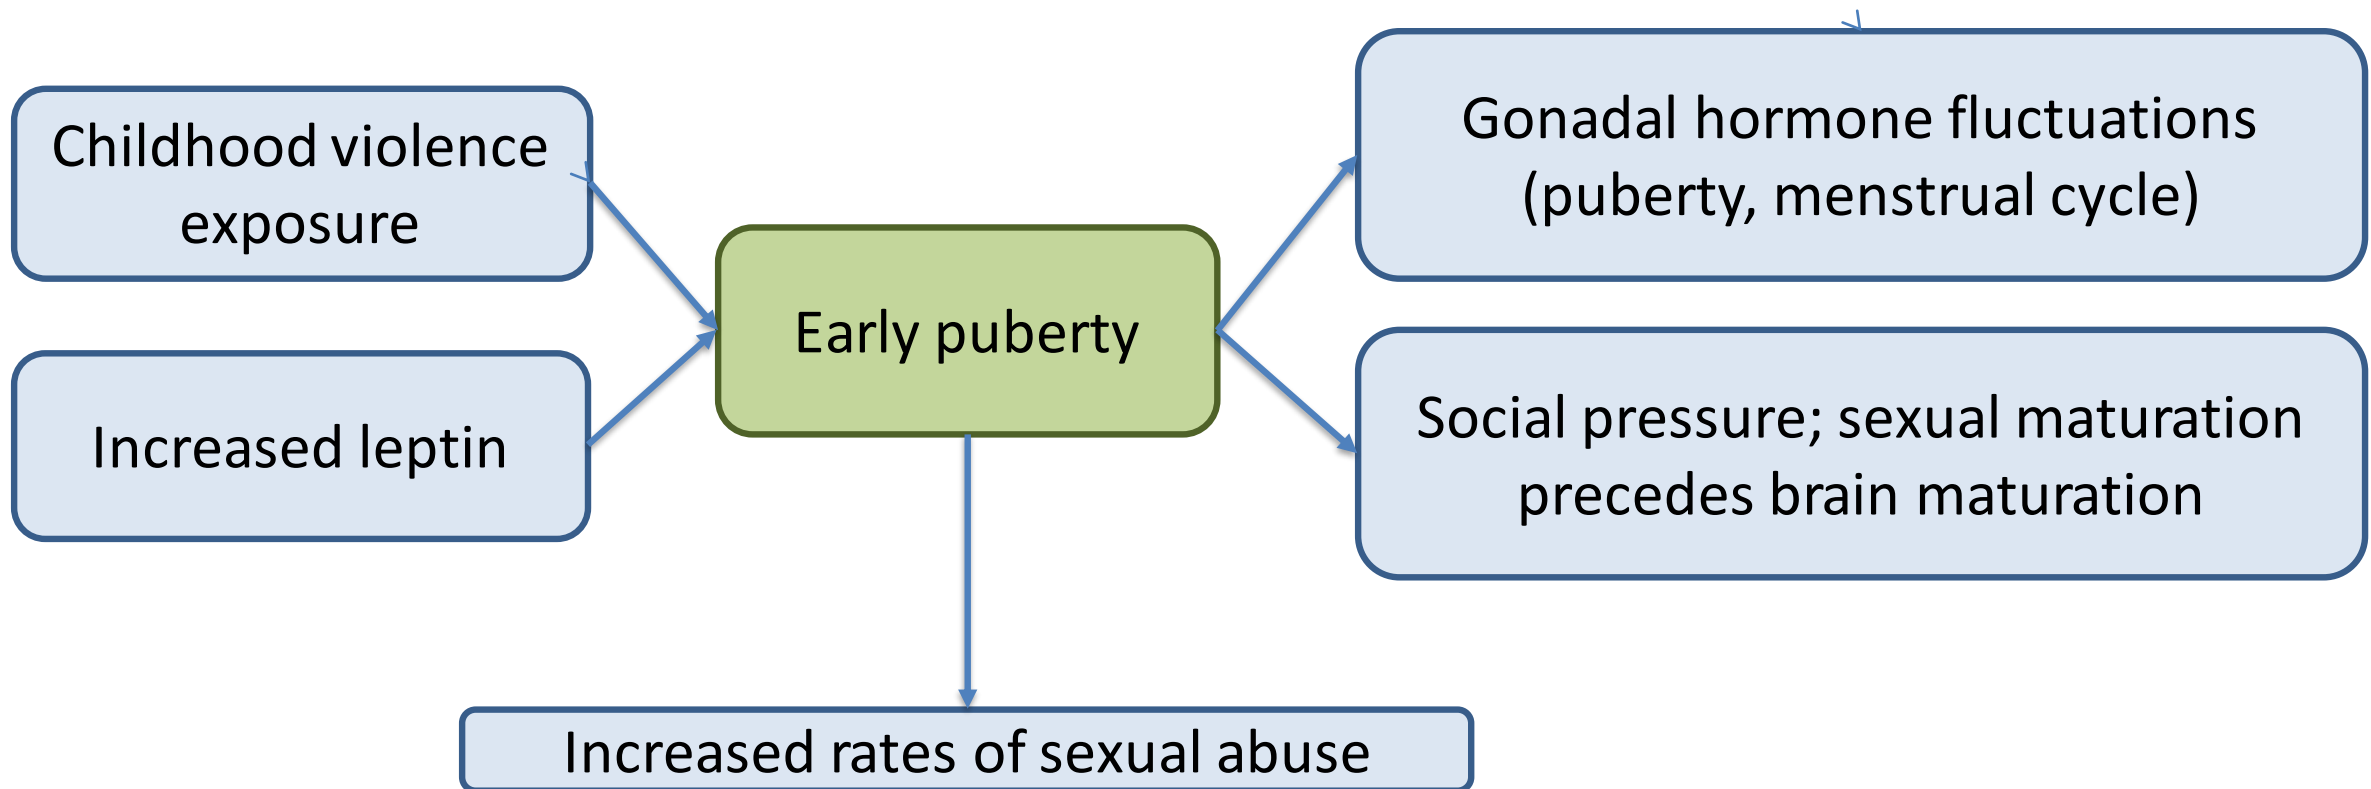 Childhood violence
exposure
Increased leptin
Early puberty
Gonadal hormone fluctuations
(puberty, menstrual cycle)
Social pressure; sexual maturation
precedes brain maturation
Increased rates of sexual abuse